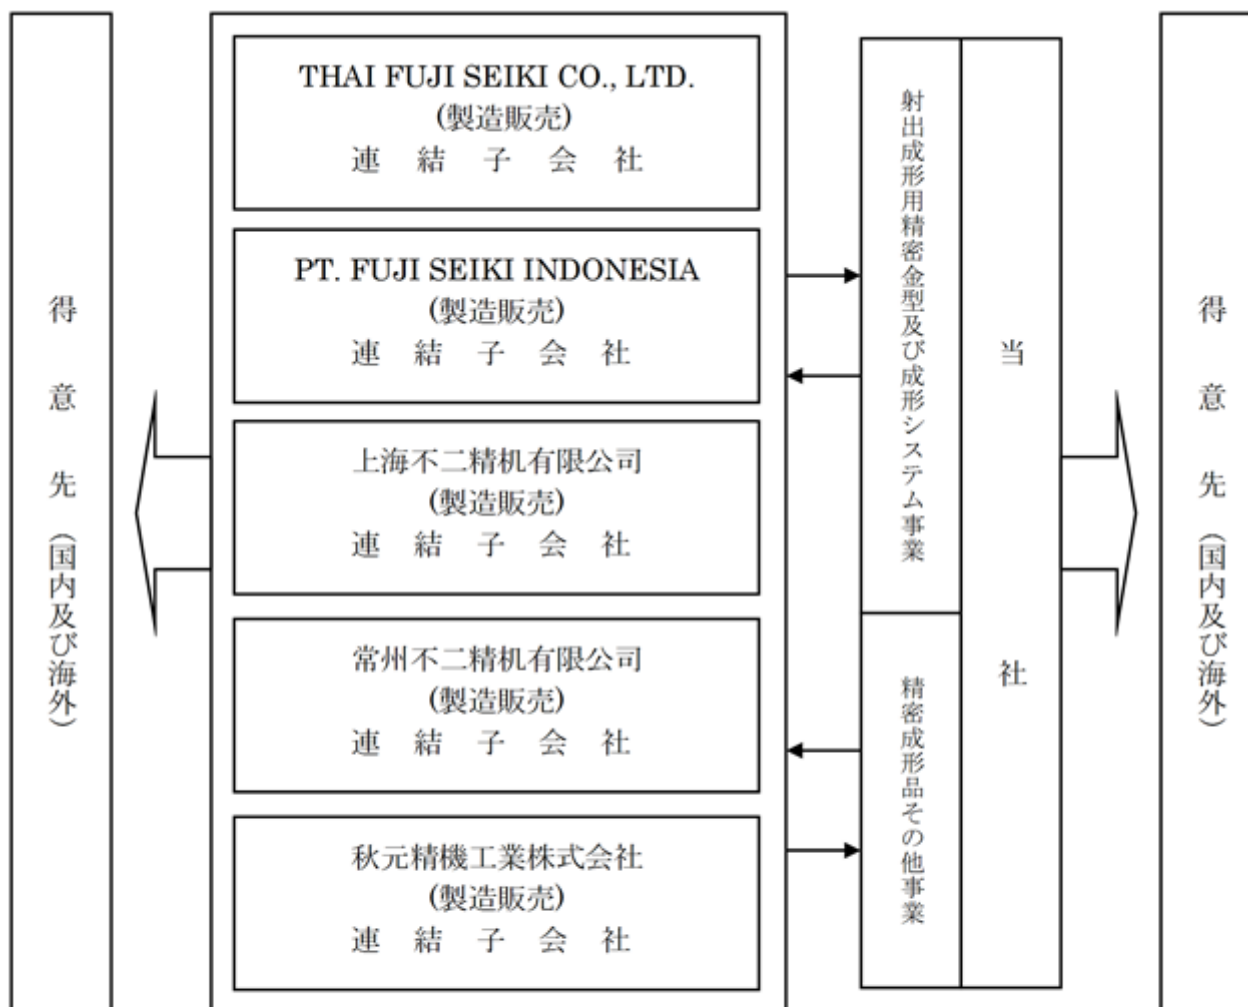 得意先(国内及び海外)
THAI FUJI SEIKI CO., LTD.
(製造販売)
連結子会社
PT. FUJI SEIKI INDONESIA
(製造販売)
連結子会社
上海不二精机有限公司
(製造販売)
連結子会社
常州不二精机有限公司
(製造販売)
連結子会社
秋元精機工業株式会社
(製造販売)
連結子会社
射出成形用精密金型及び成形システム事業
精密成形品その他事業
当社
得意先(国内及び海外)